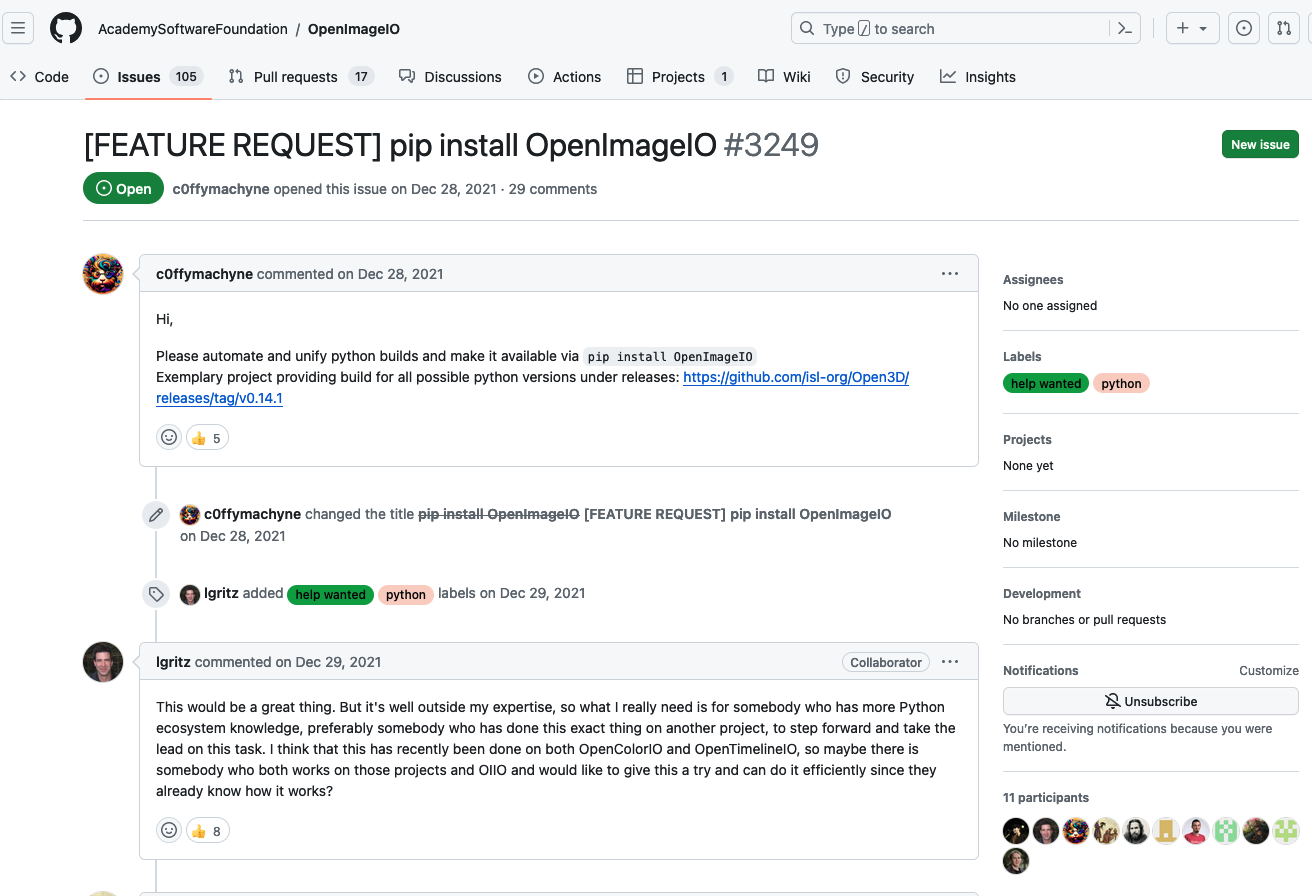 AcademySoftwareFoundation / OpenImageIO
Type / to search
Code
Issues 105
Pull requests 17
Discussions
Actions
Projects 1
Wiki
Security
Insights
[FEATURE REQUEST] pip install OpenImageIO #3249
New issue
Open
c0ffymachyne opened this issue on Dec 28, 2021 · 29 comments
c0ffymachyne commented on Dec 28, 2021
Hi,
Please automate and unify python builds and make it available via pip install OpenImageIO
Exemplary project providing build for all possible python versions under releases: https://github.com/isl-org/Open3D/
releases/tag/v0.14.1
👍 5
c0ffymachyne changed the title pip install OpenImageIO [FEATURE REQUEST] pip install OpenImageIO
on Dec 28, 2021
lgritz added help wanted python labels on Dec 29, 2021
lgritz commented on Dec 29, 2021
Collaborator
This would be a great thing. But it's well outside my expertise, so what I really need is for somebody who has more Python
ecosystem knowledge, preferably somebody who has done this exact thing on another project, to step forward and take the
lead on this task. I think that this has recently been done on both OpenColorIO and OpenTimelineIO, so maybe there is
somebody who both works on those projects and OIIO and would like to give this a try and can do it efficiently since they
already know how it works?
👍 8
Assignees
No one assigned
Labels
help wanted python
Projects
None yet
Milestone
No milestone
Development
No branches or pull requests
Notifications
Customize
Unsubscribe
You're receiving notifications because you were
mentioned.
11 participants